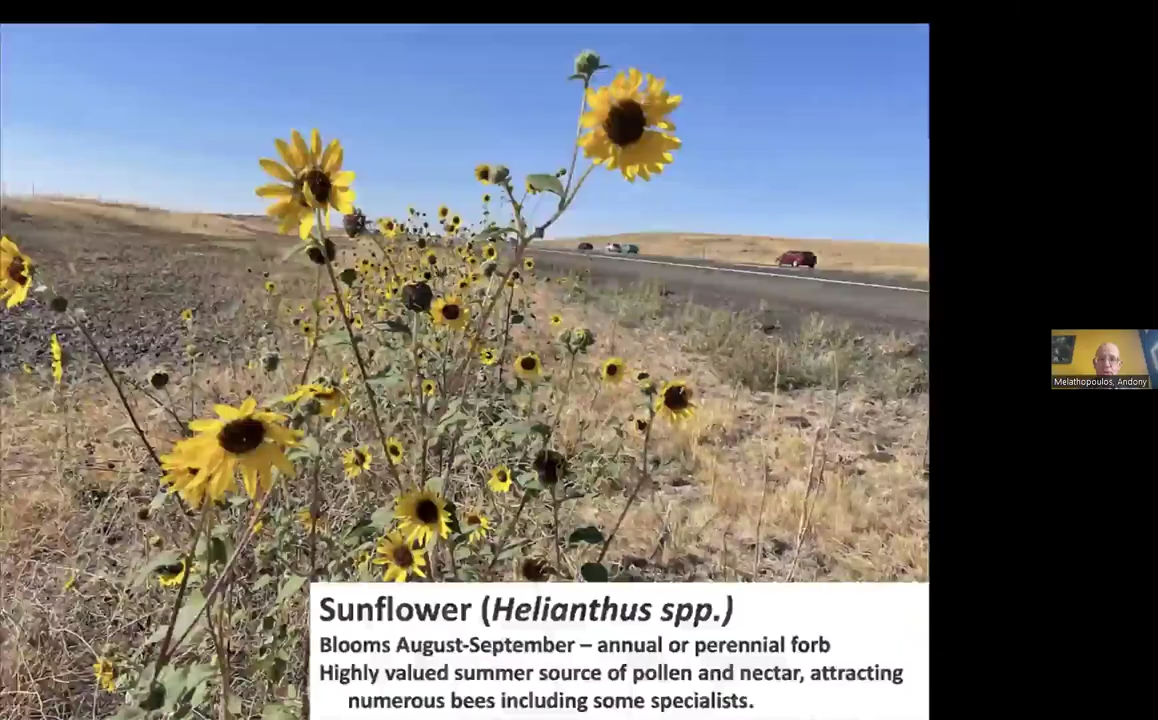 Sunflower (Helianthus spp.)
Blooms August-September – annual or perennial forb
Highly valued summer source of pollen and nectar, attracting
numerous bees including some specialists.
Melathopoulos, Andony